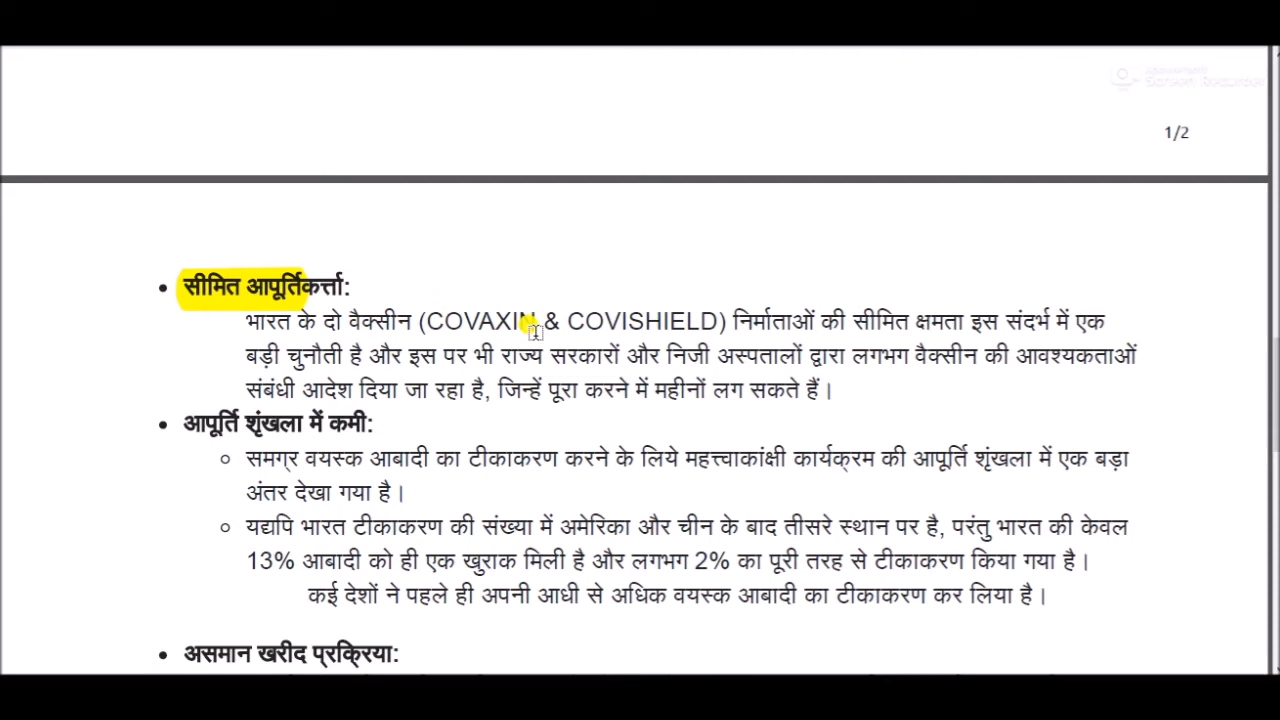 Screen Recorder
1/2
• सीमित आपूर्तिकर्त्ता:
भारत के दो वैक्सीन (COVAXIN & COVISHIELD) निर्माताओं की सीमित क्षमता इस संदर्भ में एक
बड़ी चुनौती है और इस पर भी राज्य सरकारों और निजी अस्पतालों द्वारा लगभग वैक्सीन की आवश्यकताओं
संबंधी आदेश दिया जा रहा है, जिन्हें पूरा करने में महीनों लग सकते हैं।
• आपूर्ति शृंखला में कमी:
○ समग्र वयस्क आबादी का टीकाकरण करने के लिये महत्त्वाकांक्षी कार्यक्रम की आपूर्ति शृंखला में एक बड़ा
अंतर देखा गया है।
○ यद्यपि भारत टीकाकरण की संख्या में अमेरिका और चीन के बाद तीसरे स्थान पर है, परंतु भारत की केवल
13% आबादी को ही एक खुराक मिली है और लगभग 2% का पूरी तरह से टीकाकरण किया गया है।
कई देशों ने पहले ही अपनी आधी से अधिक वयस्क आबादी का टीकाकरण कर लिया है।
• असमान खरीद प्रक्रिया: